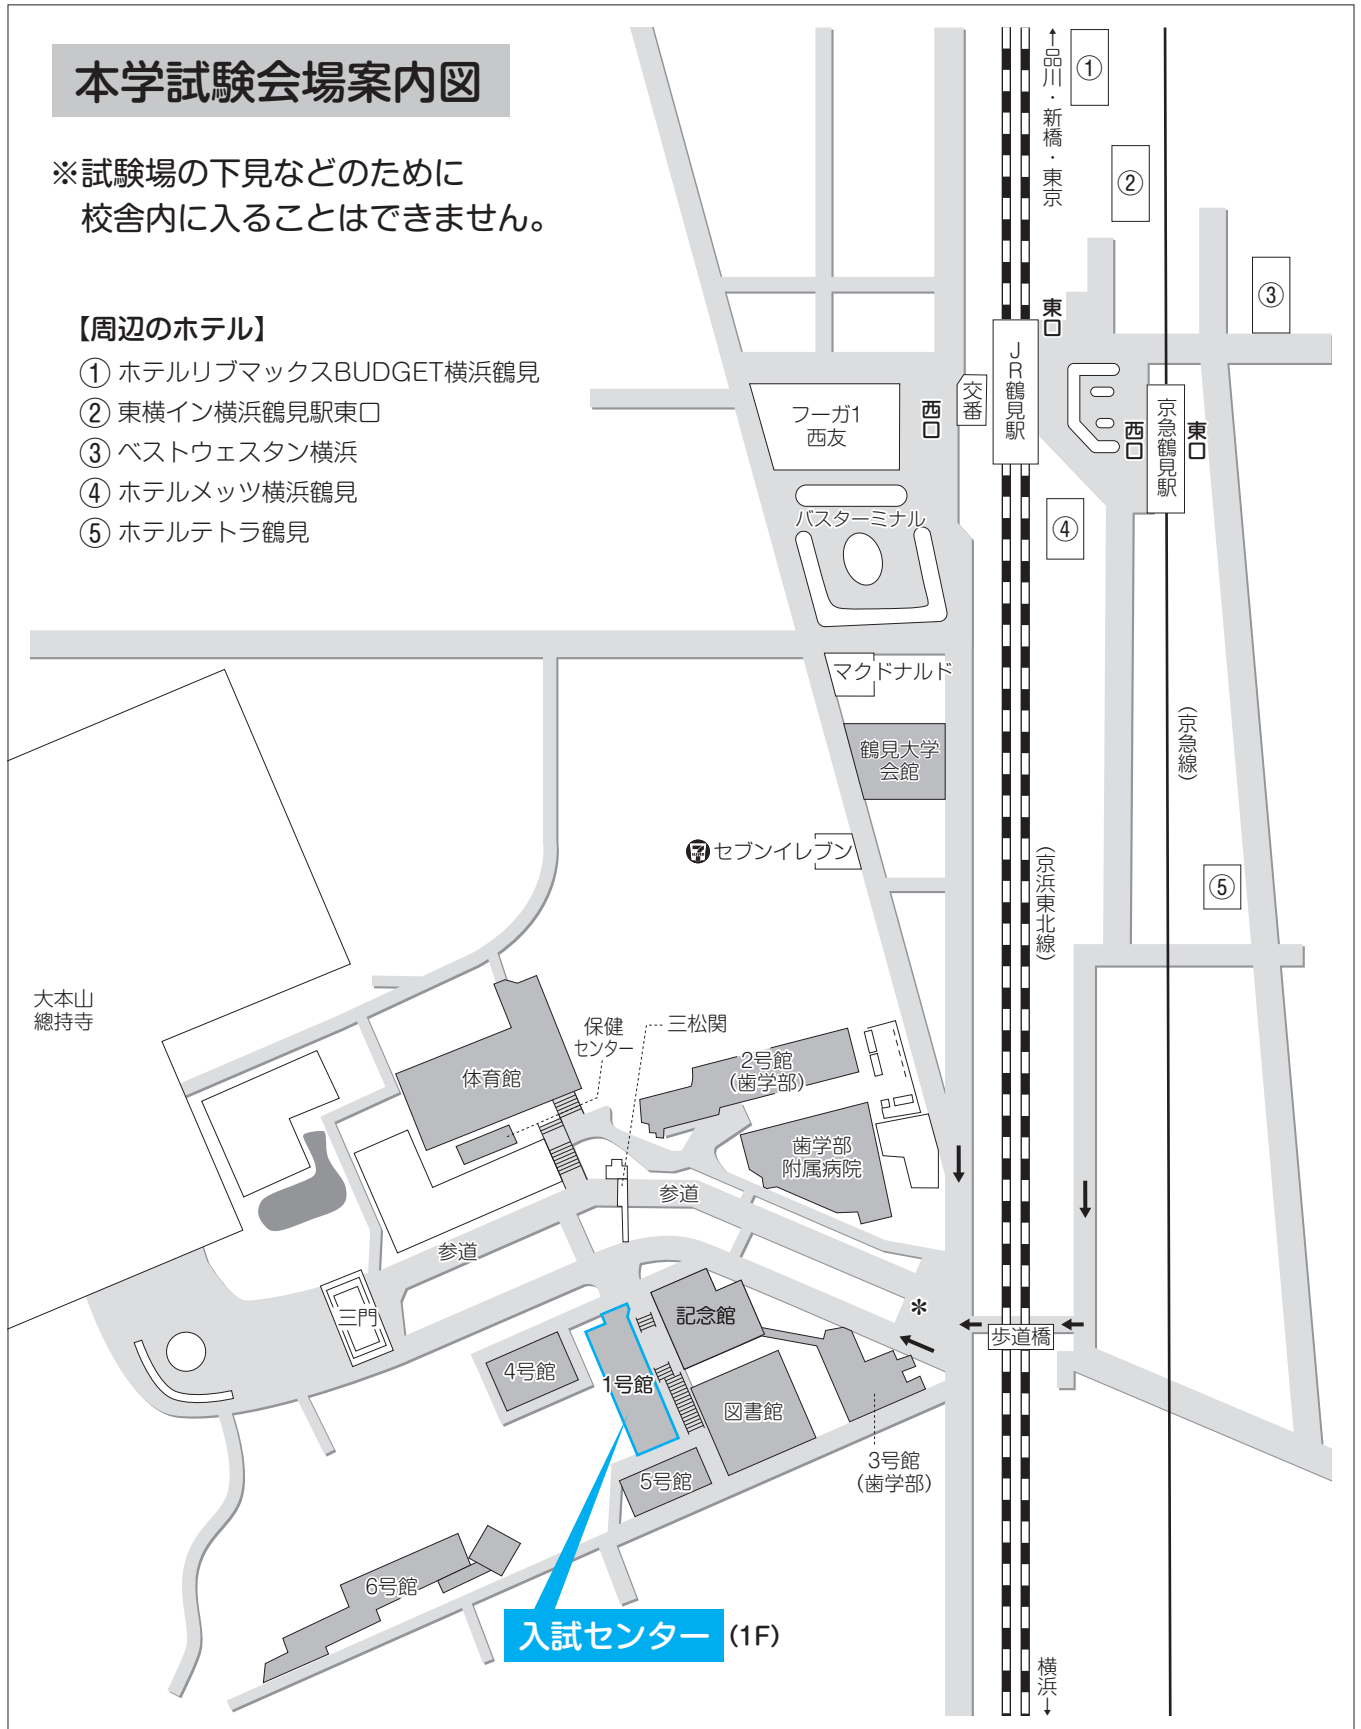 本学試験会場案内図
※試験場の下見などのために
校舎内に入ることはできません。
【周辺のホテル】
① ホテルリブマックスBUDGET横浜鶴見
② 東横イン横浜鶴見駅東口
③ ベストウェスタン横浜
④ ホテルメッツ横浜鶴見
⑤ ホテルテトラ鶴見
←品川・新橋・東京
①
②
③
東口
JR鶴見駅
交番
西口
フーガ1
西友
西口
京急鶴見駅
東口
バスターミナル
④
マクドナルド
鶴見大学
会館
(京急線)
セブンイレブン
(京浜東北線)
⑤
大本山
總持寺
保健
センター
三松関
体育館
2号館
(歯学部)
歯学部
附属病院
参道
参道
三門
記念館
*
歩道橋
4号館
1号館
図書館
3号館
(歯学部)
5号館
6号館
入試センター (1F)
横浜→